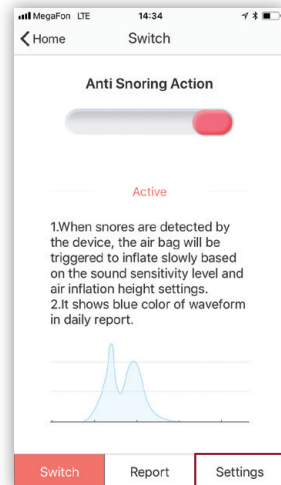 MegaFon LTE 14:34
Home Switch
Anti Snoring Action
Active
1.When snores are detected by
the device, the air bag will be
triggered to inflate slowly based
on the sound sensitivity level and
air inflation height settings.
2.It shows blue color of waveform
in daily report.
Switch Report Settings